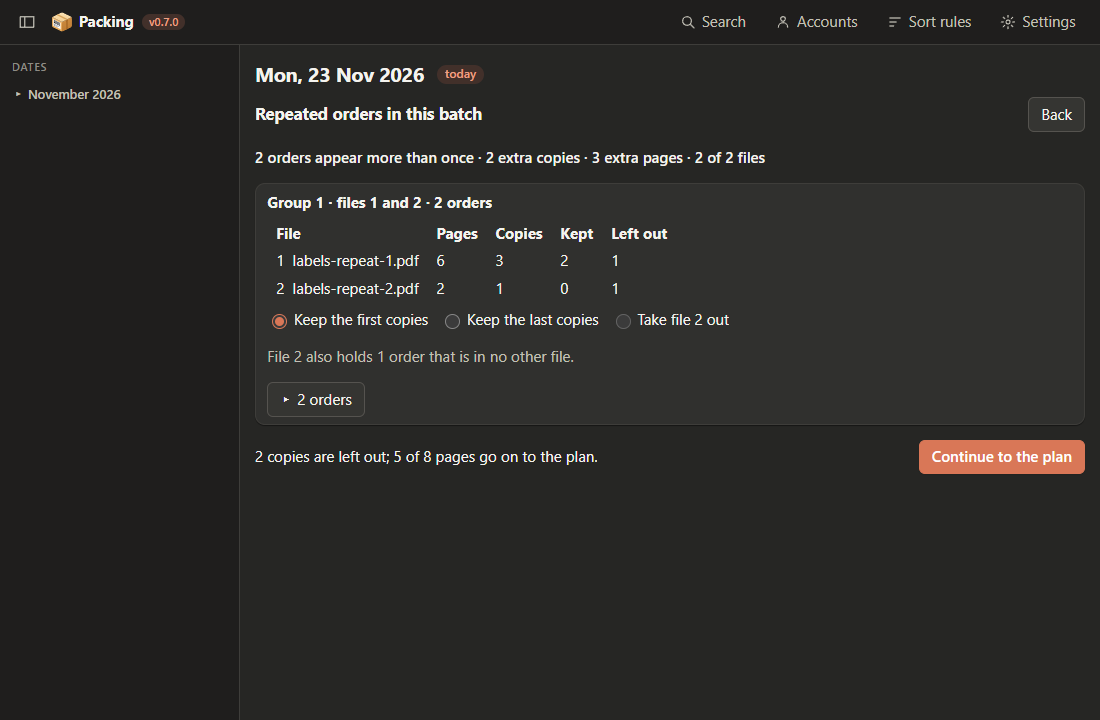 Packing v0.7.0 Search Accounts Sort rules Settings
DATES
November 2026
Mon, 23 Nov 2026 today
Repeated orders in this batch
Back
2 orders appear more than once · 2 extra copies · 3 extra pages · 2 of 2 files
Group 1 · files 1 and 2 · 2 orders
File Pages Copies Kept Left out
1 labels-repeat-1.pdf 6 3 2 1
2 labels-repeat-2.pdf 2 1 0 1
Keep the first copies Keep the last copies Take file 2 out
File 2 also holds 1 order that is in no other file.
2 orders
2 copies are left out; 5 of 8 pages go on to the plan.
Continue to the plan